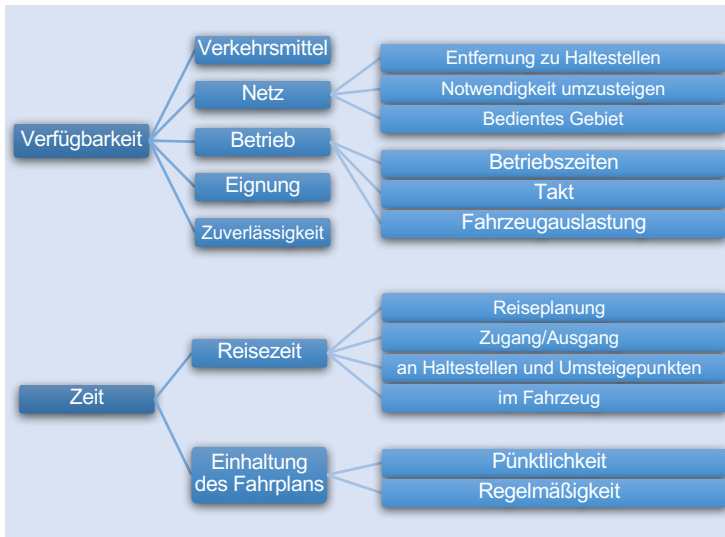 Verfügbarkeit
Verkehrsmittel
Netz
Entfernung zu Haltestellen
Notwendigkeit umzusteigen
Bedientes Gebiet
Betrieb
Betriebszeiten
Takt
Fahrzeugauslastung
Eignung
Zuverlässigkeit
Zeit
Reisezeit
Reiseplanung
Zugang/Ausgang
an Haltestellen und Umsteigepunkten
im Fahrzeug
Einhaltung
des Fahrplans
Pünktlichkeit
Regelmäßigkeit